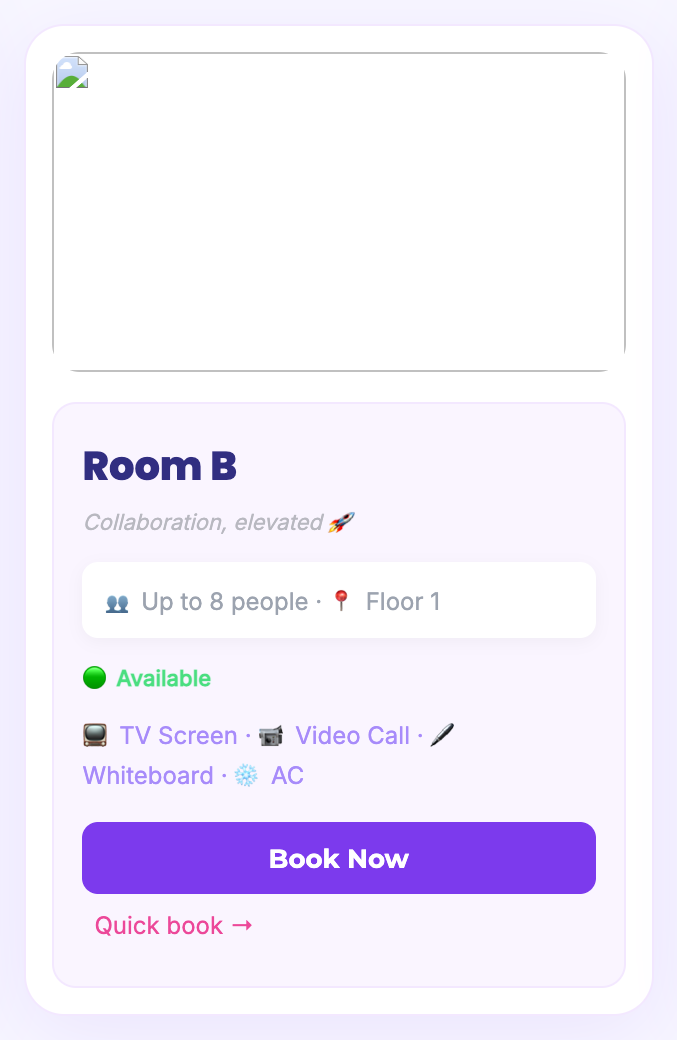 Room B
Collaboration, elevated 🚀
👥 Up to 8 people · 📍 Floor 1
🟢 Available
📺 TV Screen · 📹 Video Call · 🖊
Whiteboard · ❄️ AC
Book Now
Quick book →